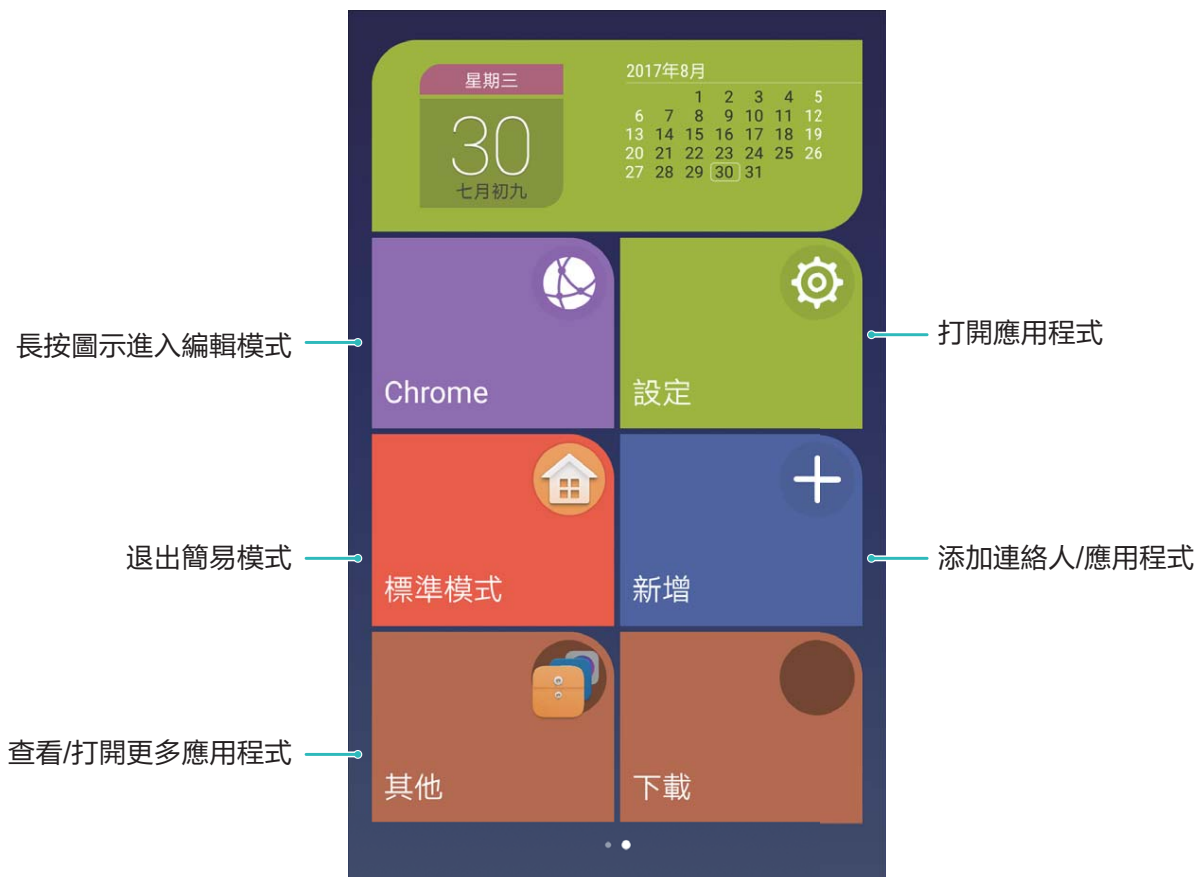 星期三
30
七月初九
2017年8月
1 2 3 4 5
6 7 8 9 10 11 12
13 14 15 16 17 18 19
20 21 22 23 24 25 26
27 28 29 30 31
長按圖示進入編輯模式
Chrome
設定
打開應用程式
退出簡易模式
標準模式
新增
添加連絡人/應用程式
查看/打開更多應用程式
其他
下載